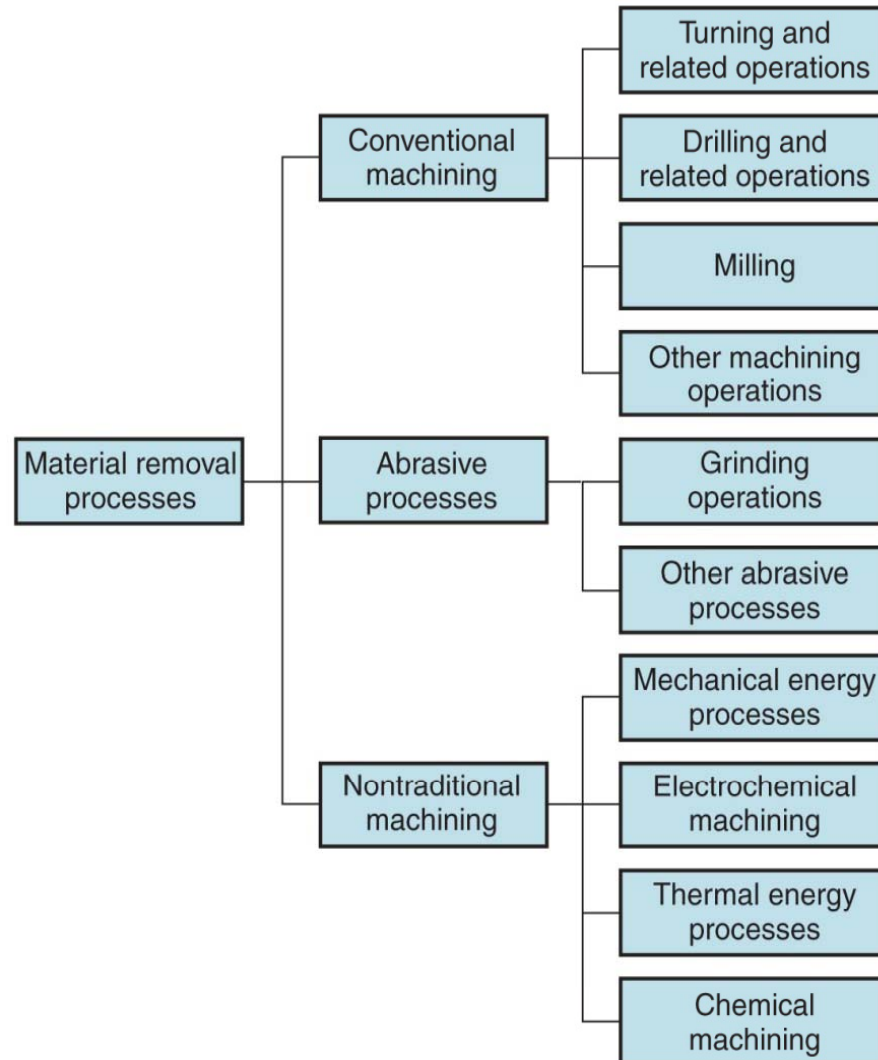 Turning and
related operations
Conventional
machining
Drilling and
related operations
Milling
Other machining
operations
Material removal
processes
Abrasive
processes
Grinding
operations
Other abrasive
processes
Mechanical energy
processes
Nontraditional
machining
Electrochemical
machining
Thermal energy
processes
Chemical
machining